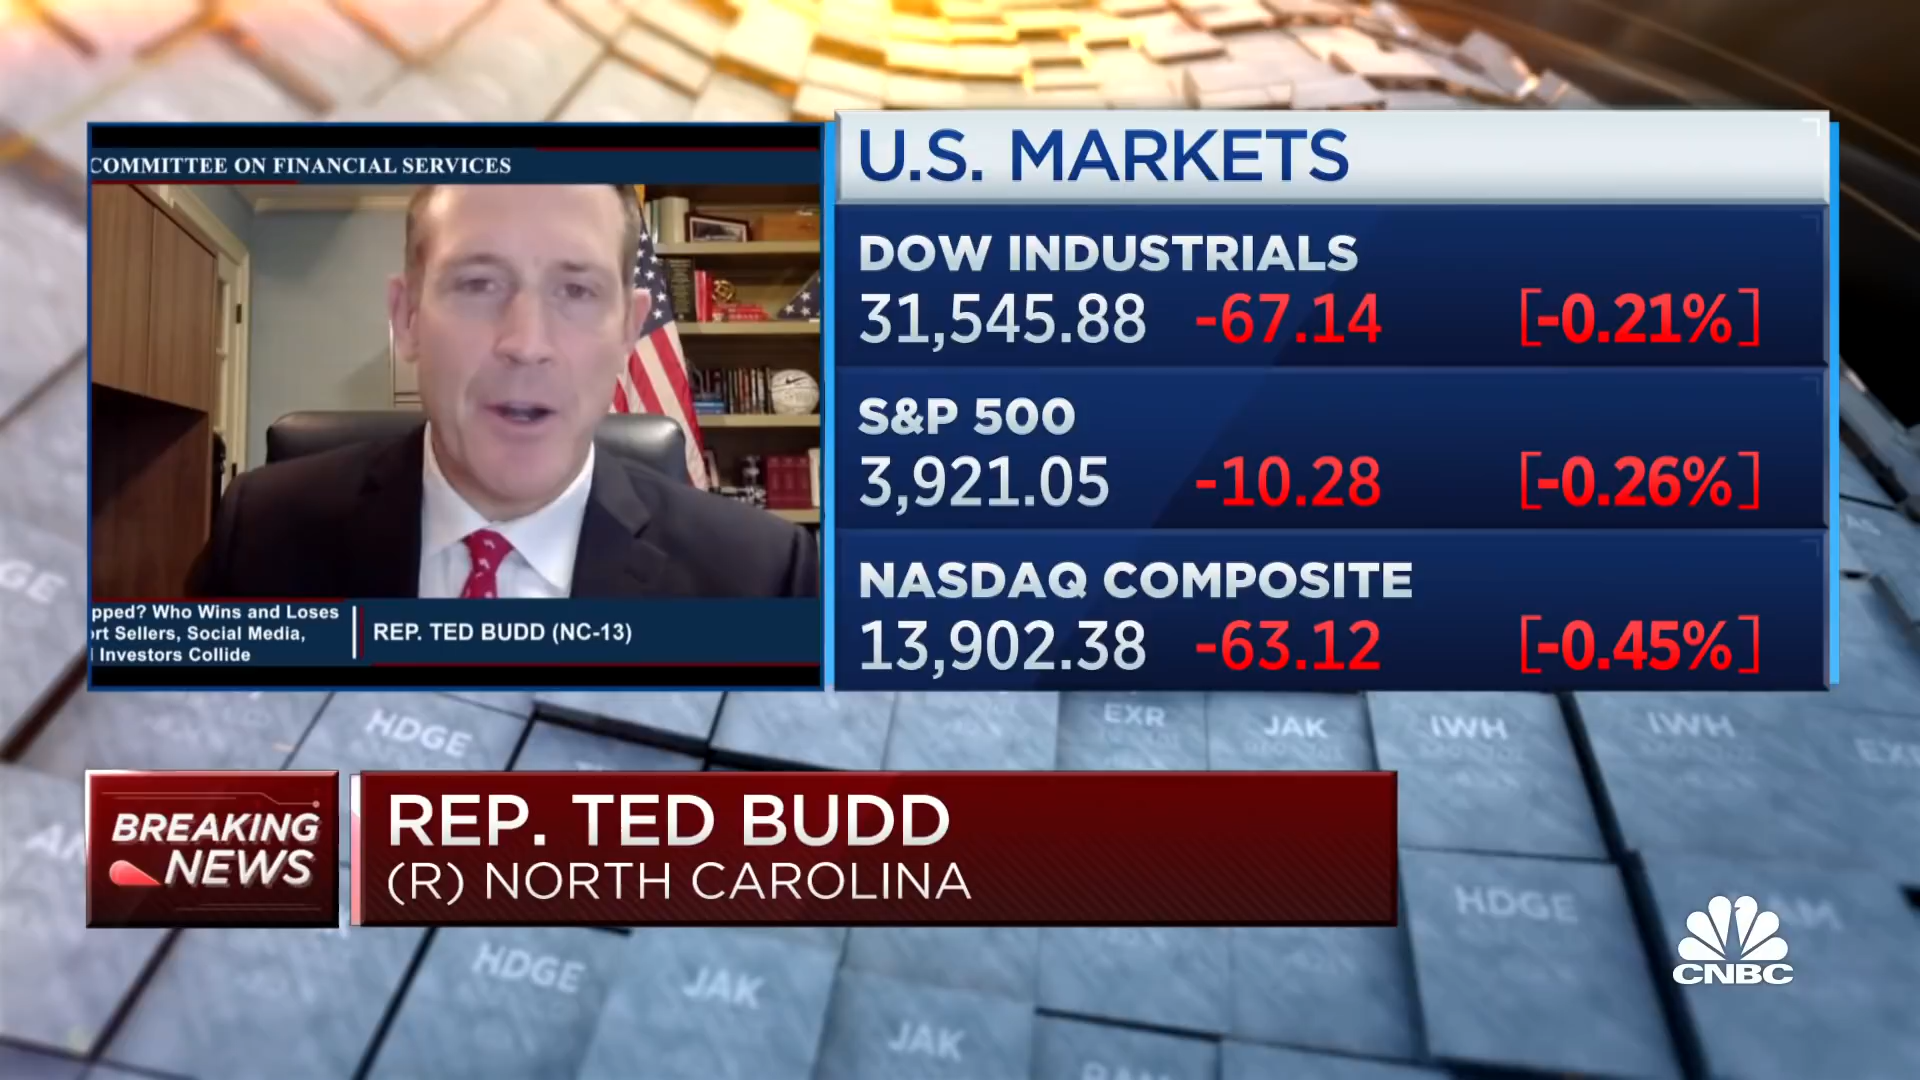 COMMITTEE ON FINANCIAL SERVICES
pped? Who Wins and Loses
rt Sellers, Social Media,
Investors Collide
REP. TED BUDD (NC-13)
U.S. MARKETS
DOW INDUSTRIALS
31,545.88 -67.14 [-0.21%]
S&P 500
3,921.05 -10.28 [-0.26%]
NASDAQ COMPOSITE
13,902.38 -63.12 [-0.45%]
BREAKING
NEWS
REP. TED BUDD
(R) NORTH CAROLINA
CNBC
HDGE
EXR
JAK
IWH
IWH
HDGE
HDGE
JAK
JAK